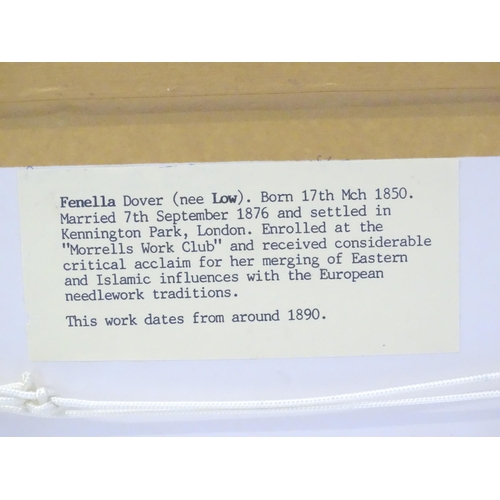 Fenella Dover (nee Low). Born 17th Mch 1850.
Married 7th September 1876 and settled in
Kennington Park, London. Enrolled at the
"Morrells Work Club" and received considerable
critical acclaim for her merging of Eastern
and Islamic influences with the European
needlework traditions.
This work dates from around 1890.